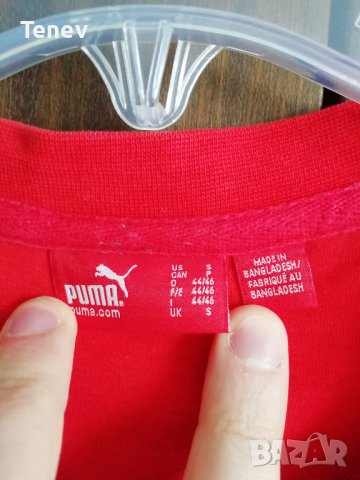 Tenev
PUMA
puma.com
US S
CAN P
D 44/46
F/E 44/46
I 44/46
UK S
MADE IN
BANGLADESH/
FABRIQUÉ AU
BANGLADESH
BAZAR